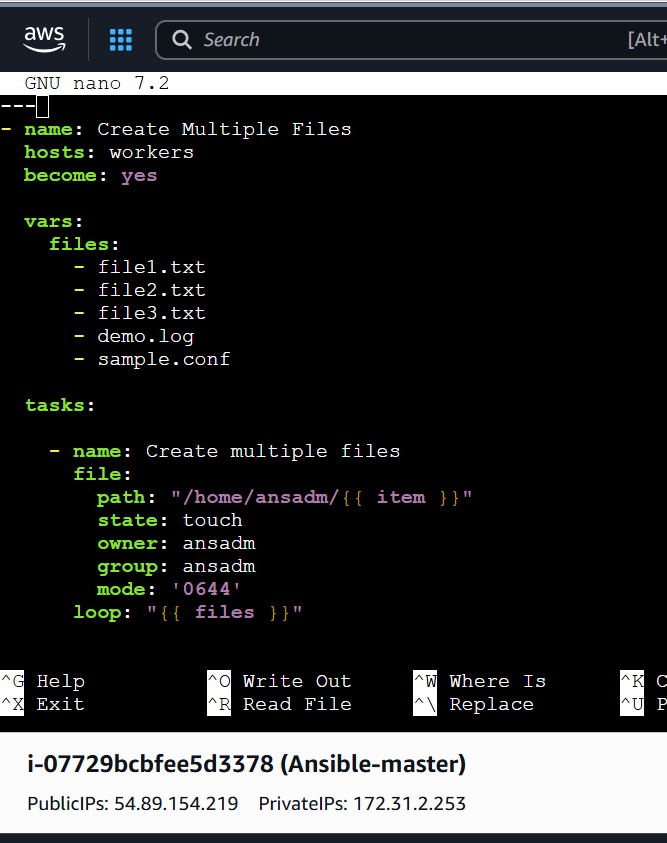 aws
Search
[Alt+
GNU nano 7.2
---
- name: Create Multiple Files
  hosts: workers
  become: yes

  vars:
    files:
      - file1.txt
      - file2.txt
      - file3.txt
      - demo.log
      - sample.conf

  tasks:

    - name: Create multiple files
      file:
        path: "/home/ansadm/{{ item }}"
        state: touch
        owner: ansadm
        group: ansadm
        mode: '0644'
      loop: "{{ files }}"

^G Help ^O Write Out ^W Where Is ^K C
^X Exit ^R Read File ^\ Replace ^U P
i-07729bcbfee5d3378 (Ansible-master)
PublicIPs: 54.89.154.219 PrivateIPs: 172.31.2.253